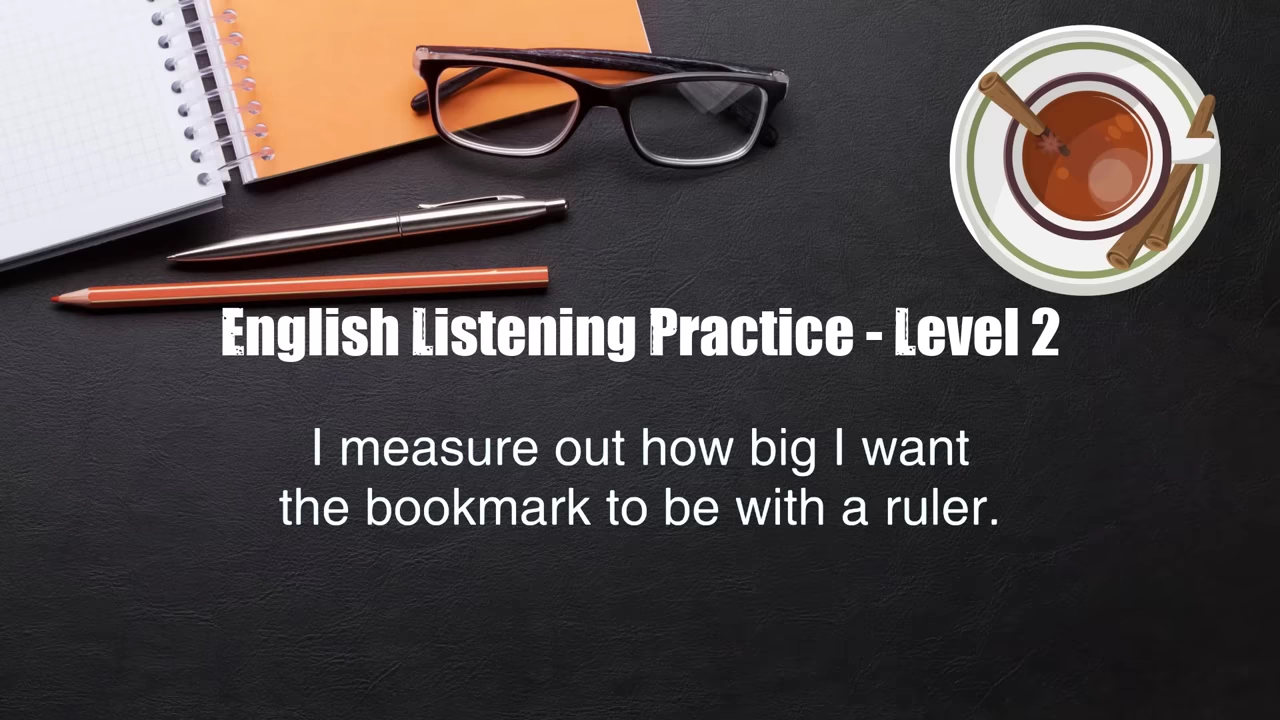 English Listening Practice - Level 2
I measure out how big I want
the bookmark to be with a ruler.